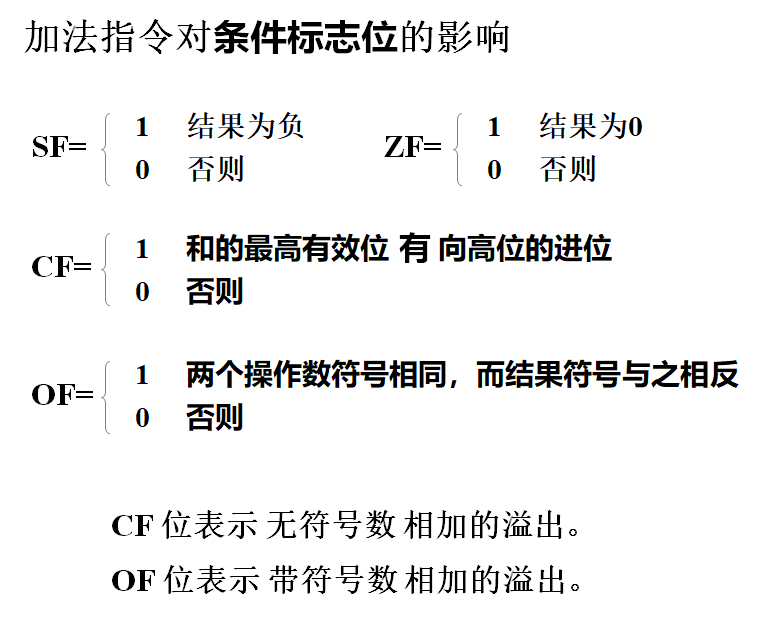 加法指令对条件标志位的影响
SF= 1 结果为负 ZF= 1 结果为0
0 否则 0 否则
CF= 1 和的最高有效位 有 向高位的进位
0 否则
OF= 1 两个操作数符号相同，而结果符号与之相反
0 否则
CF 位表示 无符号数 相加的溢出。
OF 位表示 带符号数 相加的溢出。